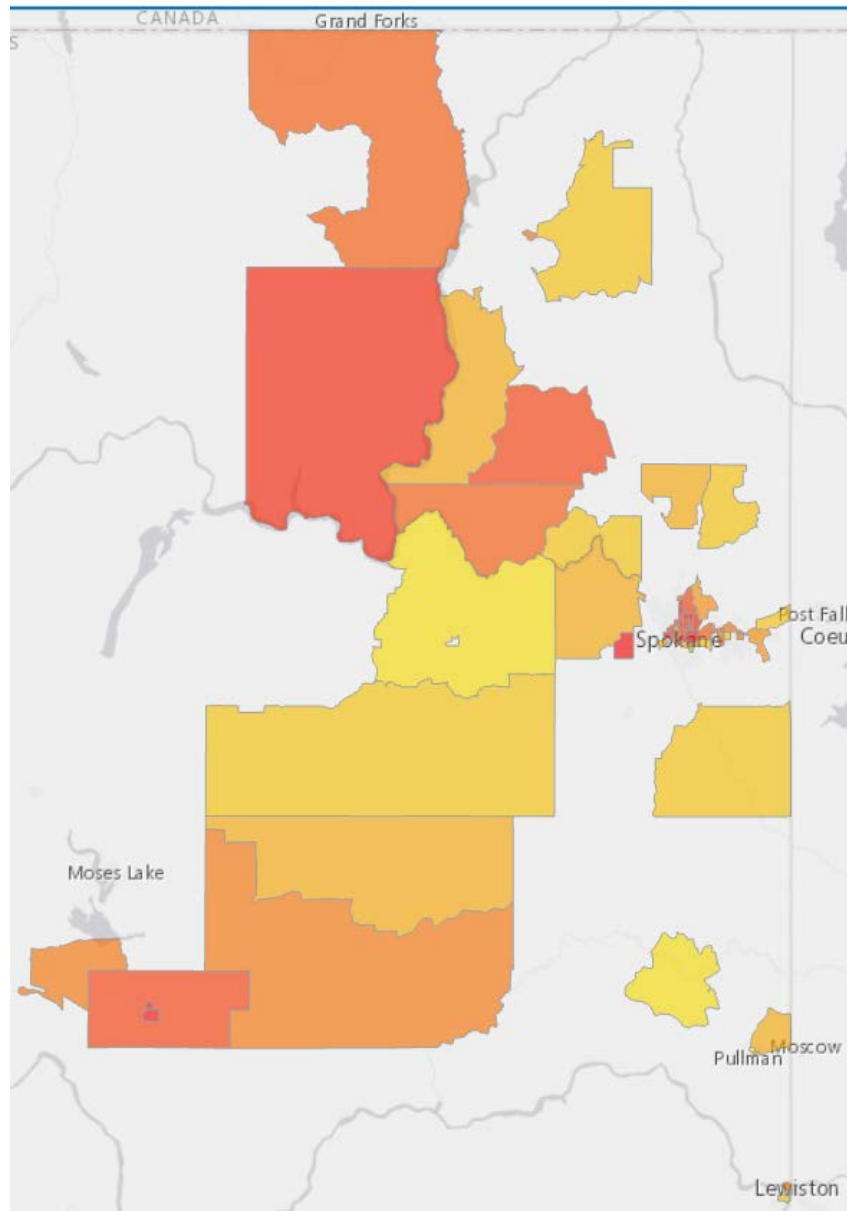 CANADA
Grand Forks
S
Post Fall
Spokane
Coeu
Moses Lake
Moscow
Pullman
Lewiston